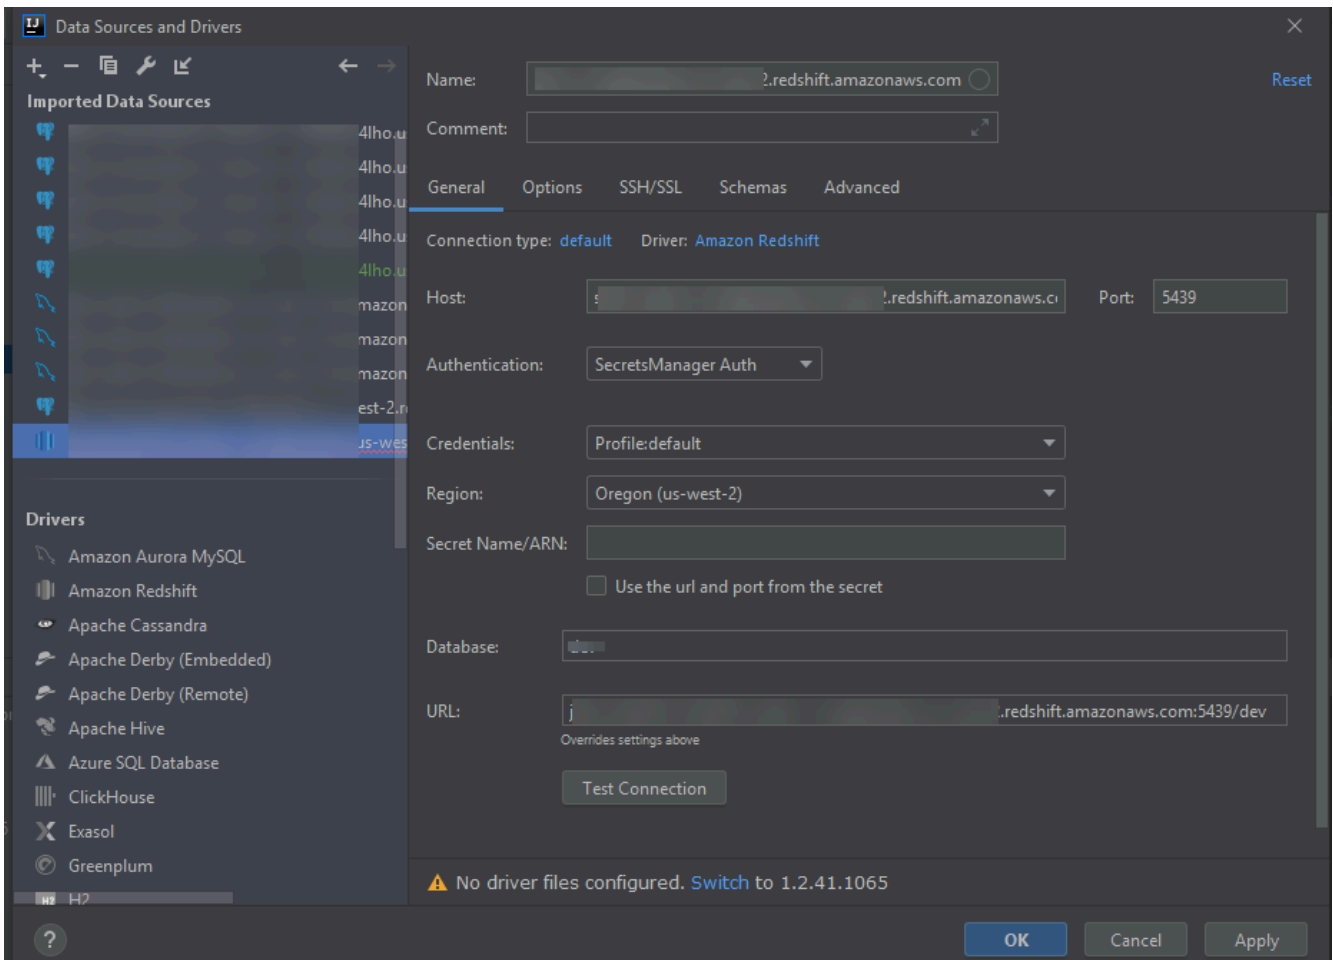 IJ Data Sources and Drivers
Imported Data Sources
4lho.u
4lho.u
4lho.u
4lho.u
4lho.u
mazon
mazon
mazon
est-2.r
us-wes
Drivers
Amazon Aurora MySQL
Amazon Redshift
Apache Cassandra
Apache Derby (Embedded)
Apache Derby (Remote)
Apache Hive
Azure SQL Database
ClickHouse
Exasol
Greenplum
H2 H2
?
Name: 2.redshift.amazonaws.com Reset
Comment:
General Options SSH/SSL Schemas Advanced
Connection type: default Driver: Amazon Redshift
Host: s .redshift.amazonaws.c Port: 5439
Authentication: SecretsManager Auth
Credentials: Profile:default
Region: Oregon (us-west-2)
Secret Name/ARN:
Use the url and port from the secret
Database:
URL: j .redshift.amazonaws.com:5439/dev
Overrides settings above
Test Connection
No driver files configured. Switch to 1.2.41.1065
OK Cancel Apply